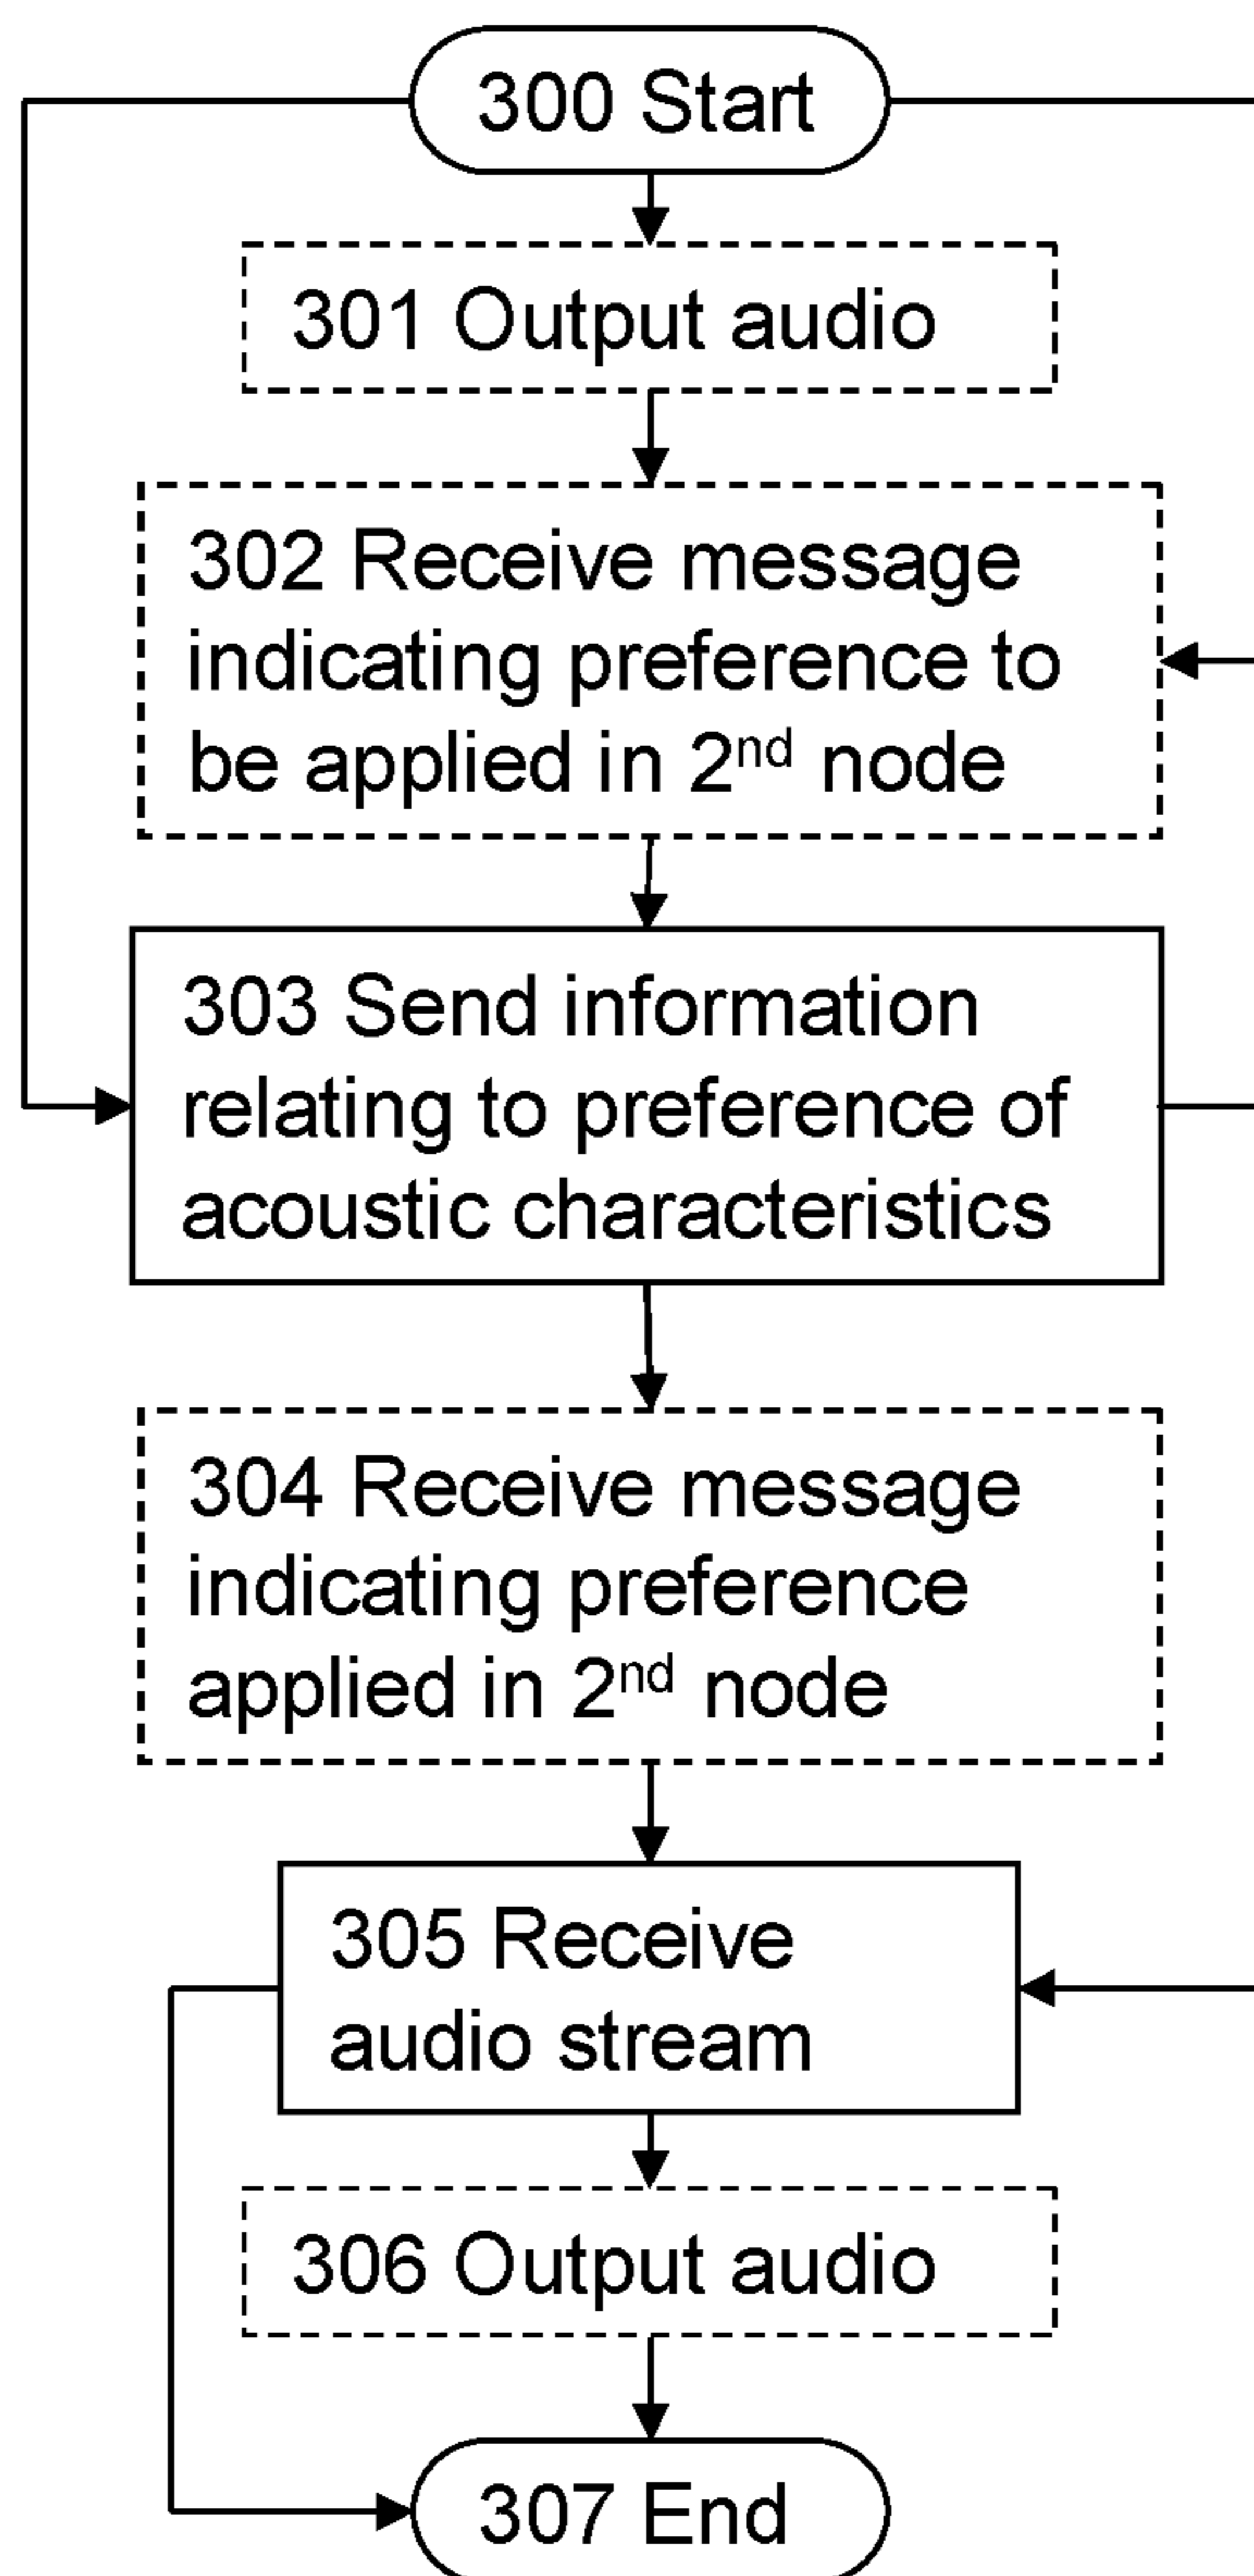 300 Start
301 Output audio
302 Receive message
indicating preference to
be applied in 2nd node
303 Send information
relating to preference of
acoustic characteristics
304 Receive message
indicating preference
applied in 2nd node
305 Receive
audio stream
306 Output audio
307 End